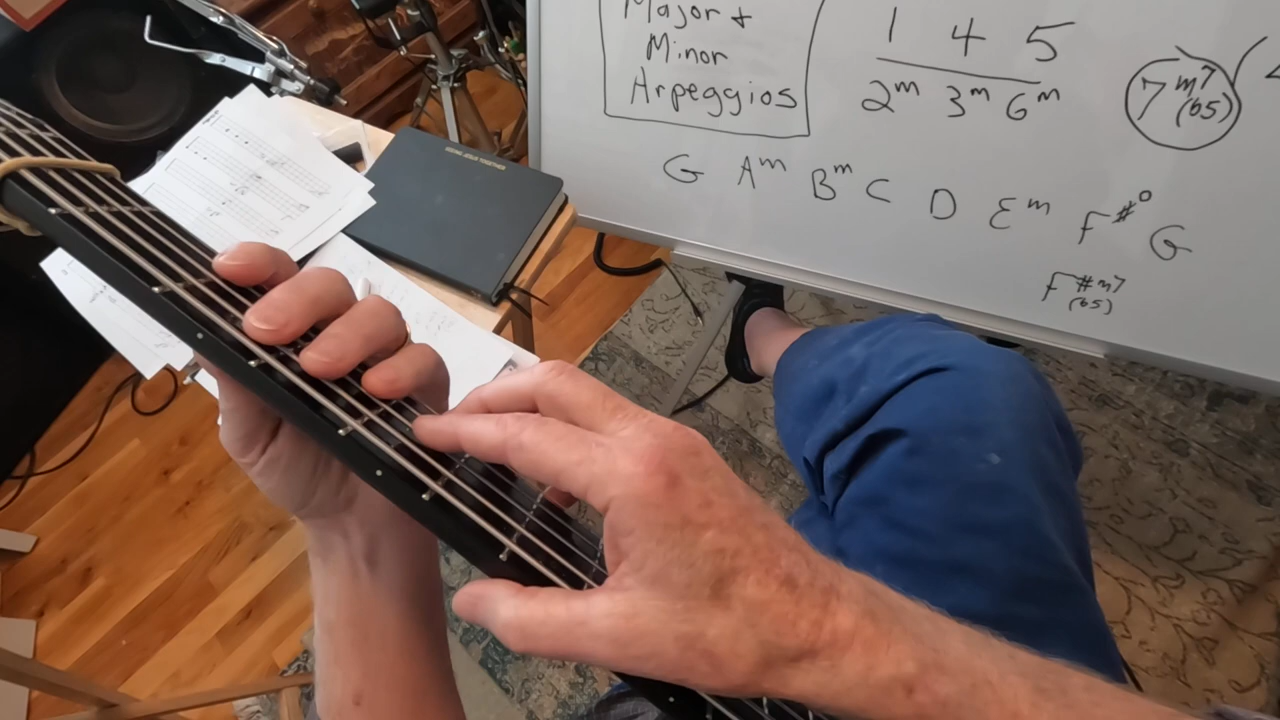 Major +
Minor
Arpeggios
1 4 5
2m 3m 6m
7m7
(b5)
G Am Bm C D Em F#° G
F#m7
(b5)